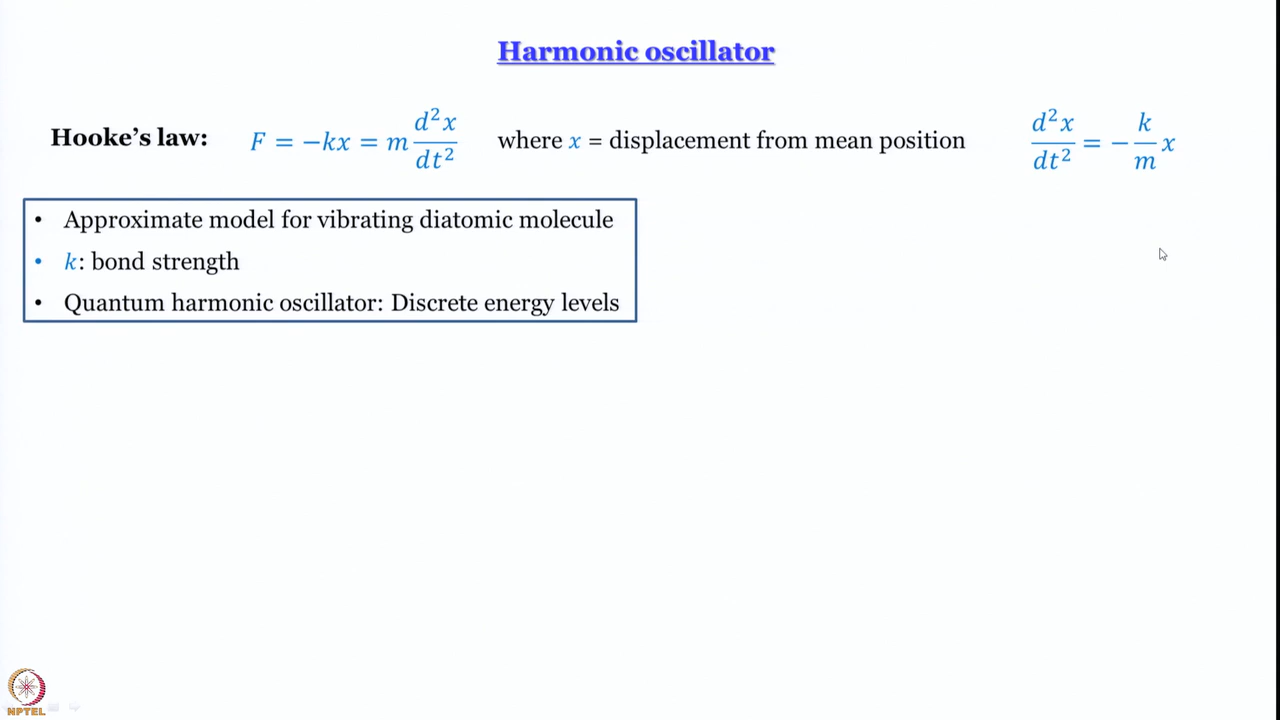 Harmonic oscillator
Hooke's law: F = −kx = m d²x/dt² where x = displacement from mean position d²x/dt² = − k/m x
• Approximate model for vibrating diatomic molecule
• k: bond strength
• Quantum harmonic oscillator: Discrete energy levels
NPTEL